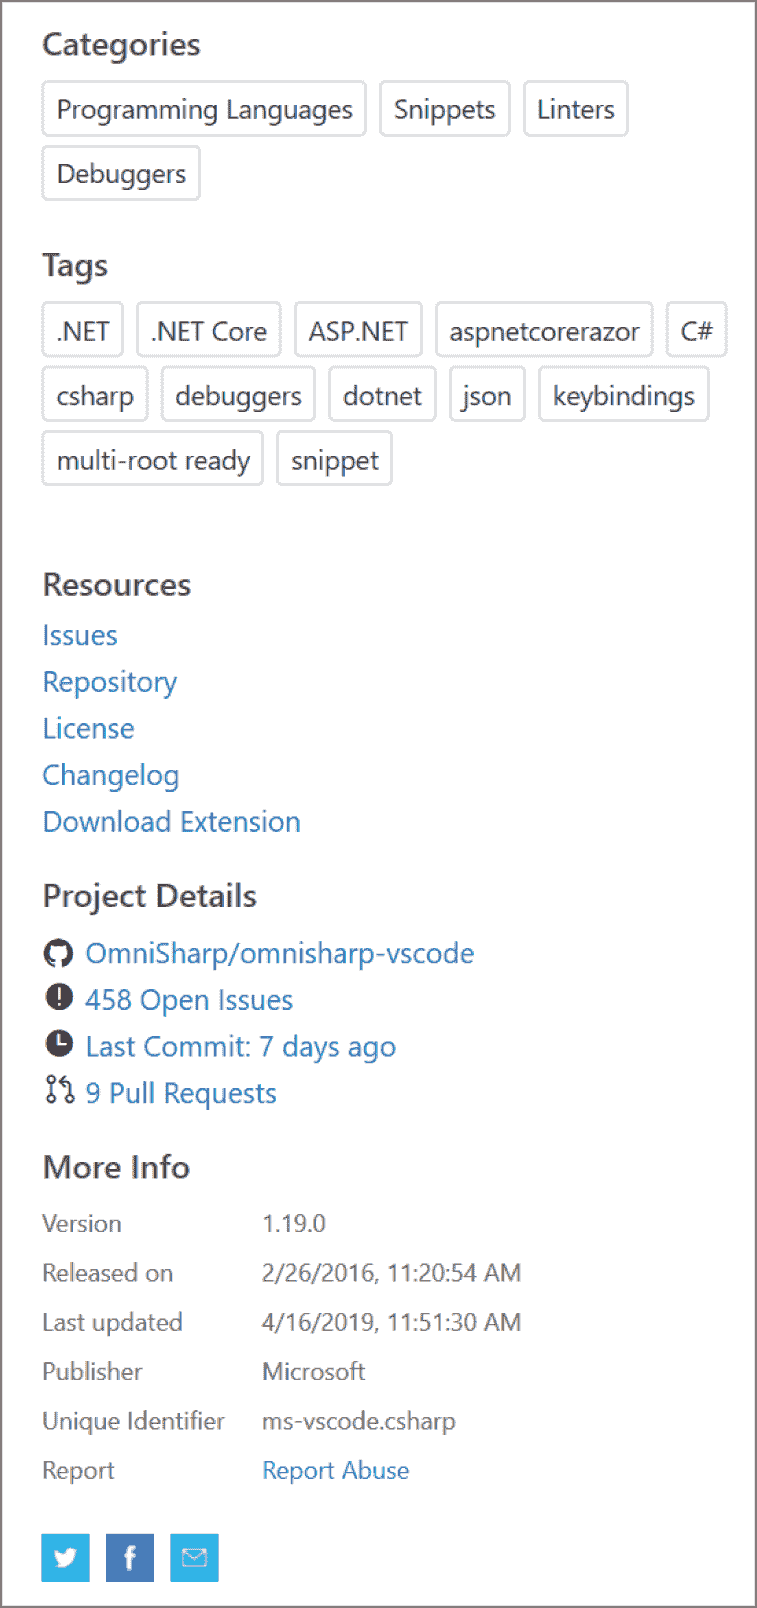 Categories
Programming Languages Snippets Linters
Debuggers
Tags
.NET .NET Core ASP.NET aspnetcorerazor C#
csharp debuggers dotnet json keybindings
multi-root ready snippet
Resources
Issues
Repository
License
Changelog
Download Extension
Project Details
OmniSharp/omnisharp-vscode
458 Open Issues
Last Commit: 7 days ago
9 Pull Requests
More Info
Version 1.19.0
Released on 2/26/2016, 11:20:54 AM
Last updated 4/16/2019, 11:51:30 AM
Publisher Microsoft
Unique Identifier ms-vscode.csharp
Report Report Abuse